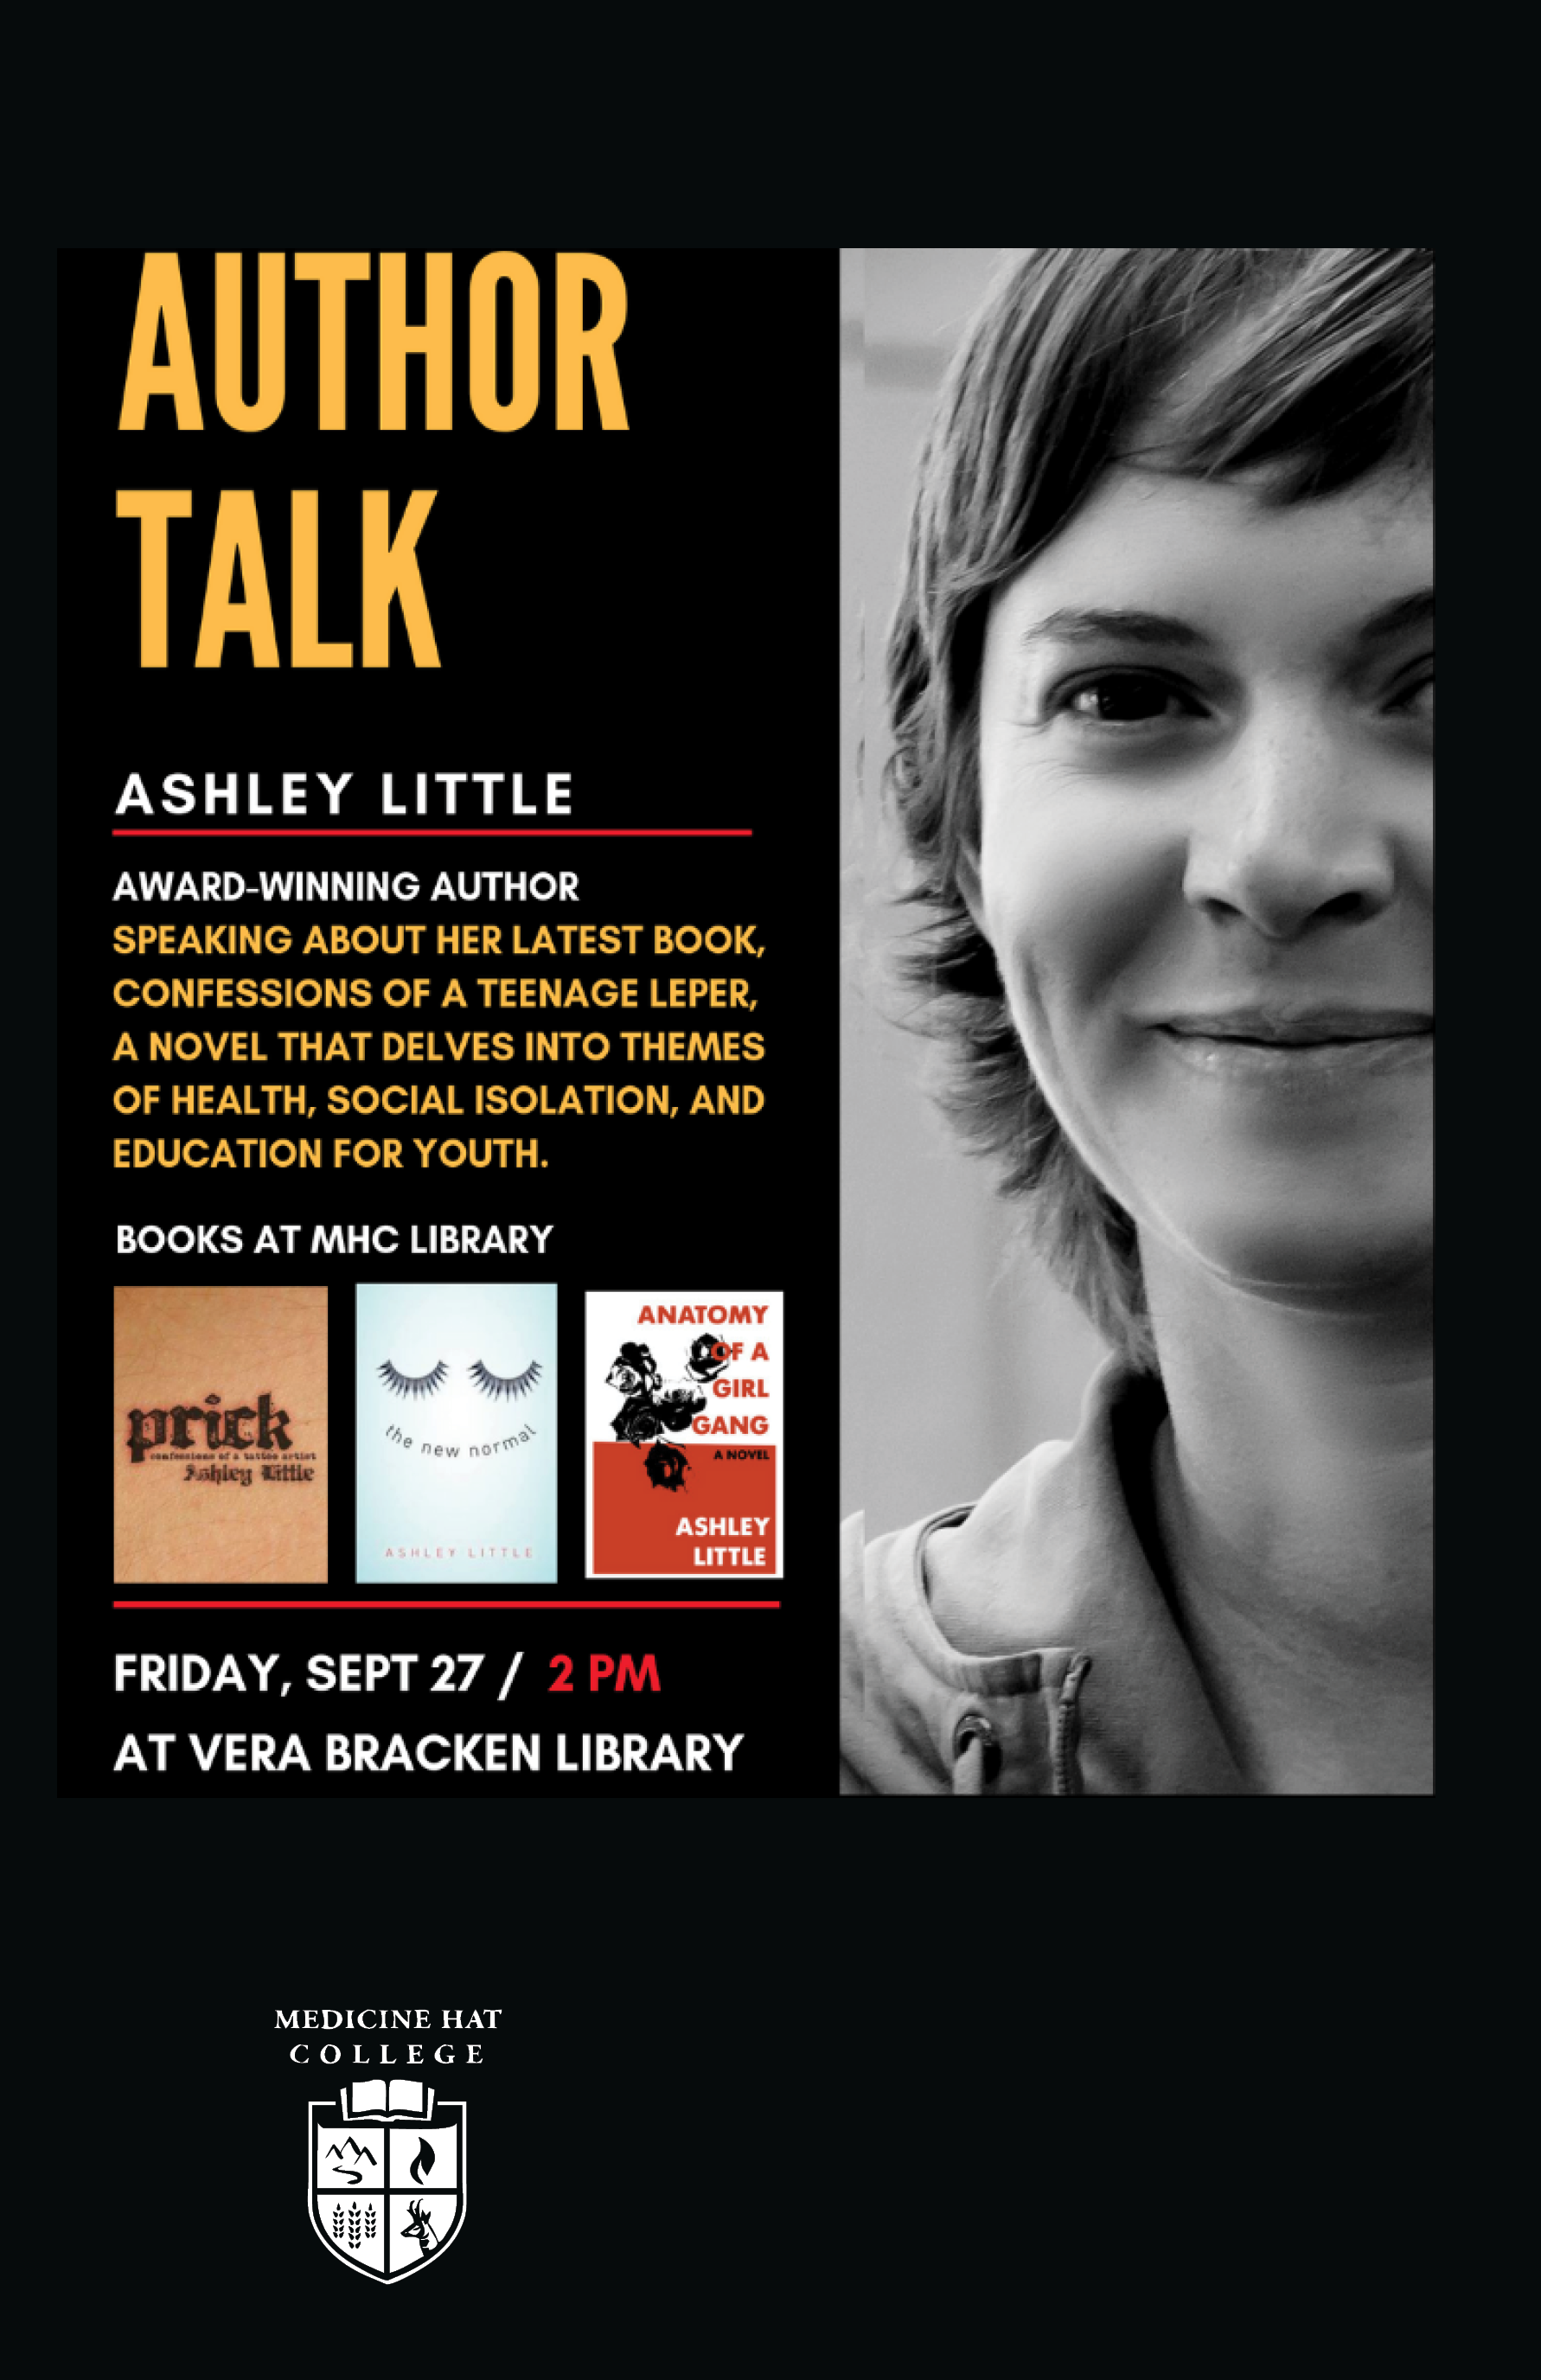 AUTHOR
TALK
ASHLEY LITTLE
AWARD-WINNING AUTHOR
SPEAKING ABOUT HER LATEST BOOK,
CONFESSIONS OF A TEENAGE LEPER,
A NOVEL THAT DELVES INTO THEMES
OF HEALTH, SOCIAL ISOLATION, AND
EDUCATION FOR YOUTH.
BOOKS AT MHC LIBRARY
prick
confessions of a tattoo artist
Ashley Little
the new normal
ASHLEY LITTLE
ANATOMY
OF A
GIRL
GANG
A NOVEL
ASHLEY
LITTLE
FRIDAY, SEPT 27 / 2 PM
AT VERA BRACKEN LIBRARY
MEDICINE HAT
COLLEGE